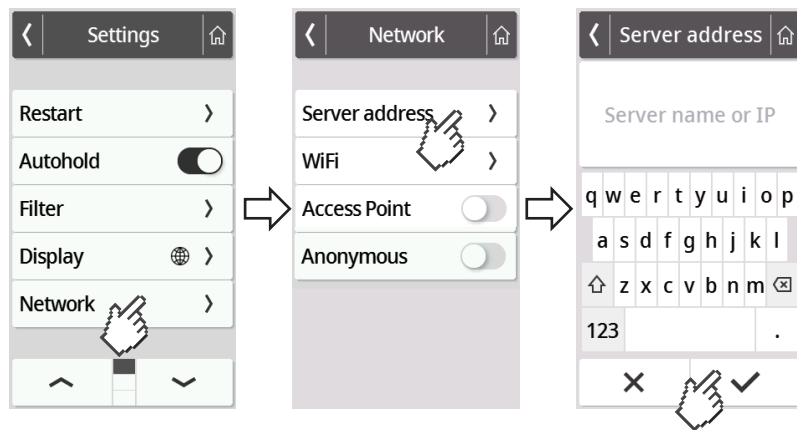 Settings
Restart
Autohold
Filter
Display
Network
Network
Server address
WiFi
Access Point
Anonymous
Server address
Server name or IP
q w e r t y u i o p
a s d f g h j k l
z x c v b n m
123 .